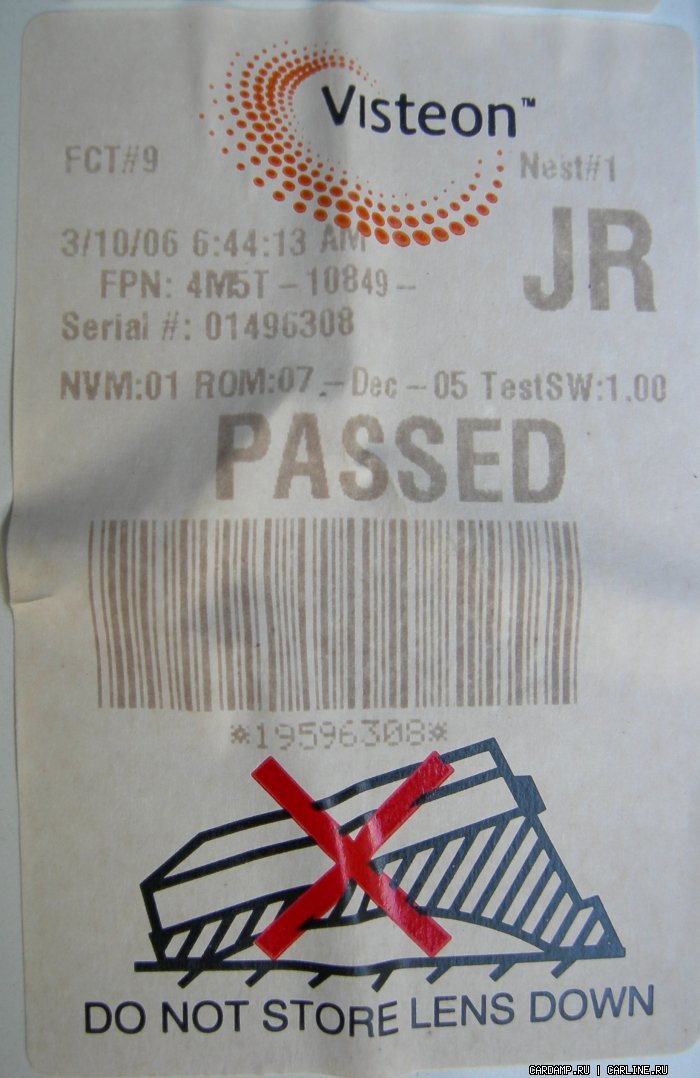 Visteon™
FCT#9 Nest#1
3/10/06 6:44:13 AM JR
FPN: 4M5T-10849-
Serial #: 01496308
NVM:01 ROM:07.-Dec-05 TestSW:1.00
PASSED
*19596308*
DO NOT STORE LENS DOWN
CARDAMP.RU | CARLINE.RU